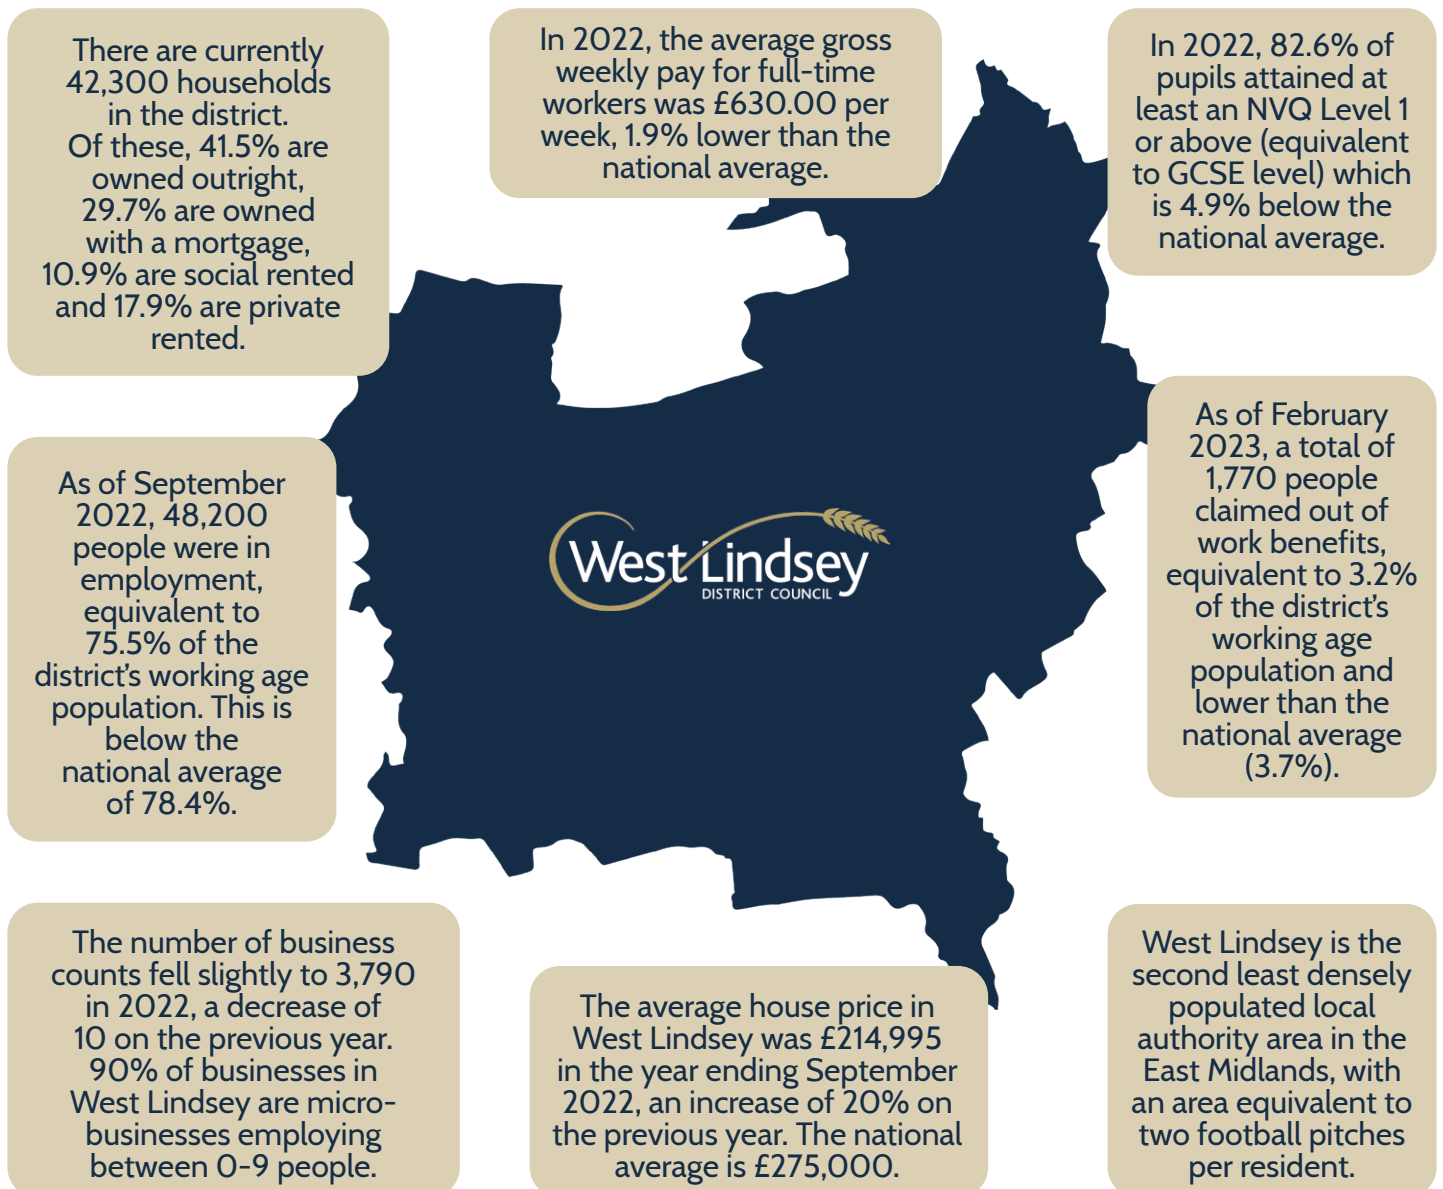 There are currently
42,300 households
in the district.
Of these, 41.5% are
owned outright,
29.7% are owned
with a mortgage,
10.9% are social rented
and 17.9% are private
rented.
In 2022, the average gross
weekly pay for full-time
workers was £630.00 per
week, 1.9% lower than the
national average.
In 2022, 82.6% of
pupils attained at
least an NVQ Level 1
or above (equivalent
to GCSE level) which
is 4.9% below the
national average.
As of September
2022, 48,200
people were in
employment,
equivalent to
75.5% of the
district's working age
population. This is
below the
national average
of 78.4%.
West Lindsey
DISTRICT COUNCIL
As of February
2023, a total of
1,770 people
claimed out of
work benefits,
equivalent to 3.2%
of the district's
working age
population and
lower than the
national average
(3.7%).
The number of business
counts fell slightly to 3,790
in 2022, a decrease of
10 on the previous year.
90% of businesses in
West Lindsey are micro-
businesses employing
between 0-9 people.
The average house price in
West Lindsey was £214,995
in the year ending September
2022, an increase of 20% on
the previous year. The national
average is £275,000.
West Lindsey is the
second least densely
populated local
authority area in the
East Midlands, with
an area equivalent to
two football pitches
per resident.